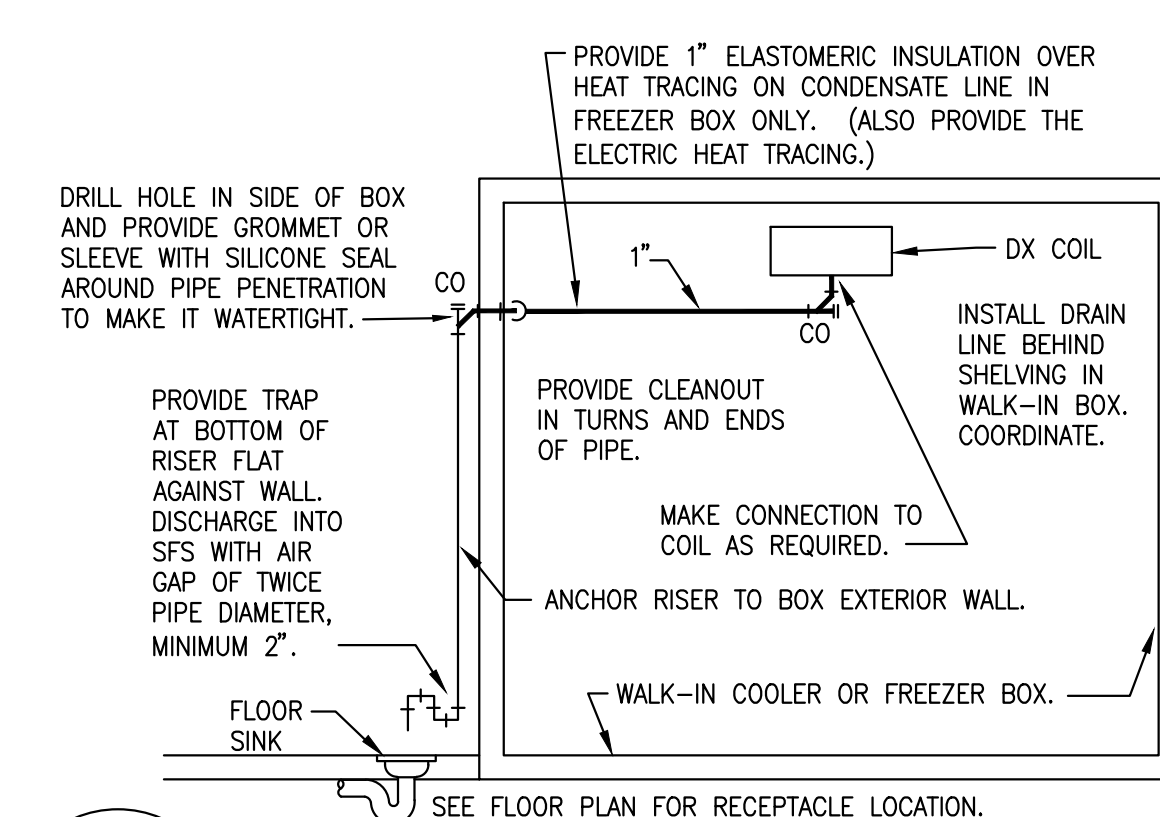 PROVIDE 1" ELASTOMERIC INSULATION OVER
HEAT TRACING ON CONDENSATE LINE IN
FREEZER BOX ONLY. (ALSO PROVIDE THE
ELECTRIC HEAT TRACING.)
DRILL HOLE IN SIDE OF BOX
AND PROVIDE GROMMET OR
SLEEVE WITH SILICONE SEAL
AROUND PIPE PENETRATION
TO MAKE IT WATERTIGHT.
CO
1"
DX COIL
CO
INSTALL DRAIN
LINE BEHIND
SHELVING IN
WALK-IN BOX.
COORDINATE.
PROVIDE CLEANOUT
IN TURNS AND ENDS
OF PIPE.
PROVIDE TRAP
AT BOTTOM OF
RISER FLAT
AGAINST WALL.
DISCHARGE INTO
SFS WITH AIR
GAP OF TWICE
PIPE DIAMETER,
MINIMUM 2".
MAKE CONNECTION TO
COIL AS REQUIRED.
ANCHOR RISER TO BOX EXTERIOR WALL.
WALK-IN COOLER OR FREEZER BOX.
FLOOR
SINK
SEE FLOOR PLAN FOR RECEPTACLE LOCATION.